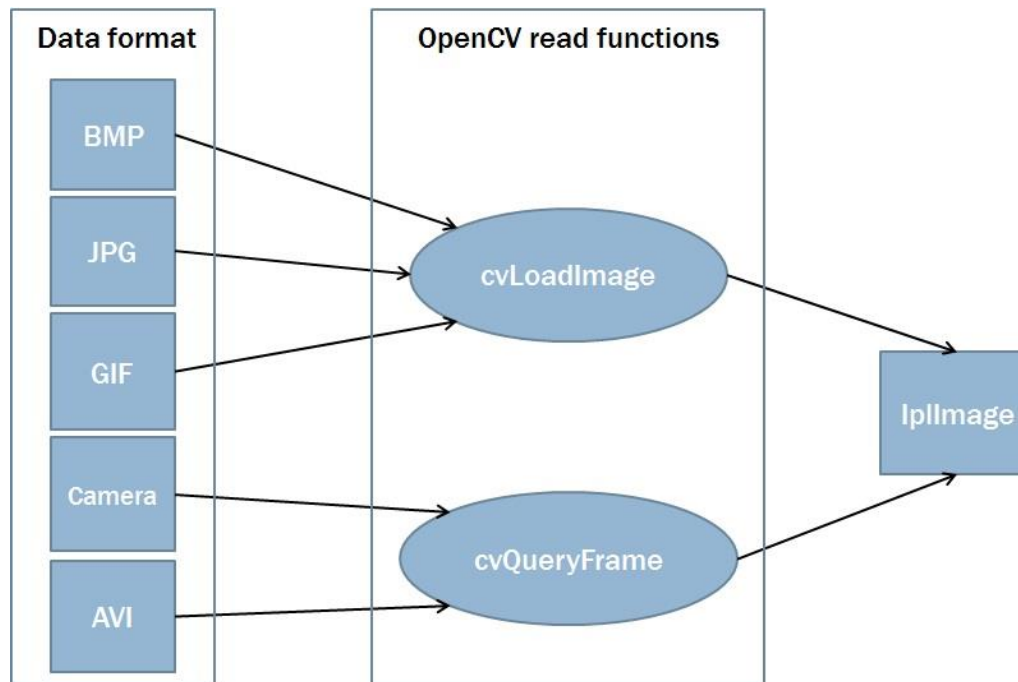 Data format
OpenCV read functions
BMP
JPG
GIF
Camera
AVI
cvLoadImage
cvQueryFrame
IplImage